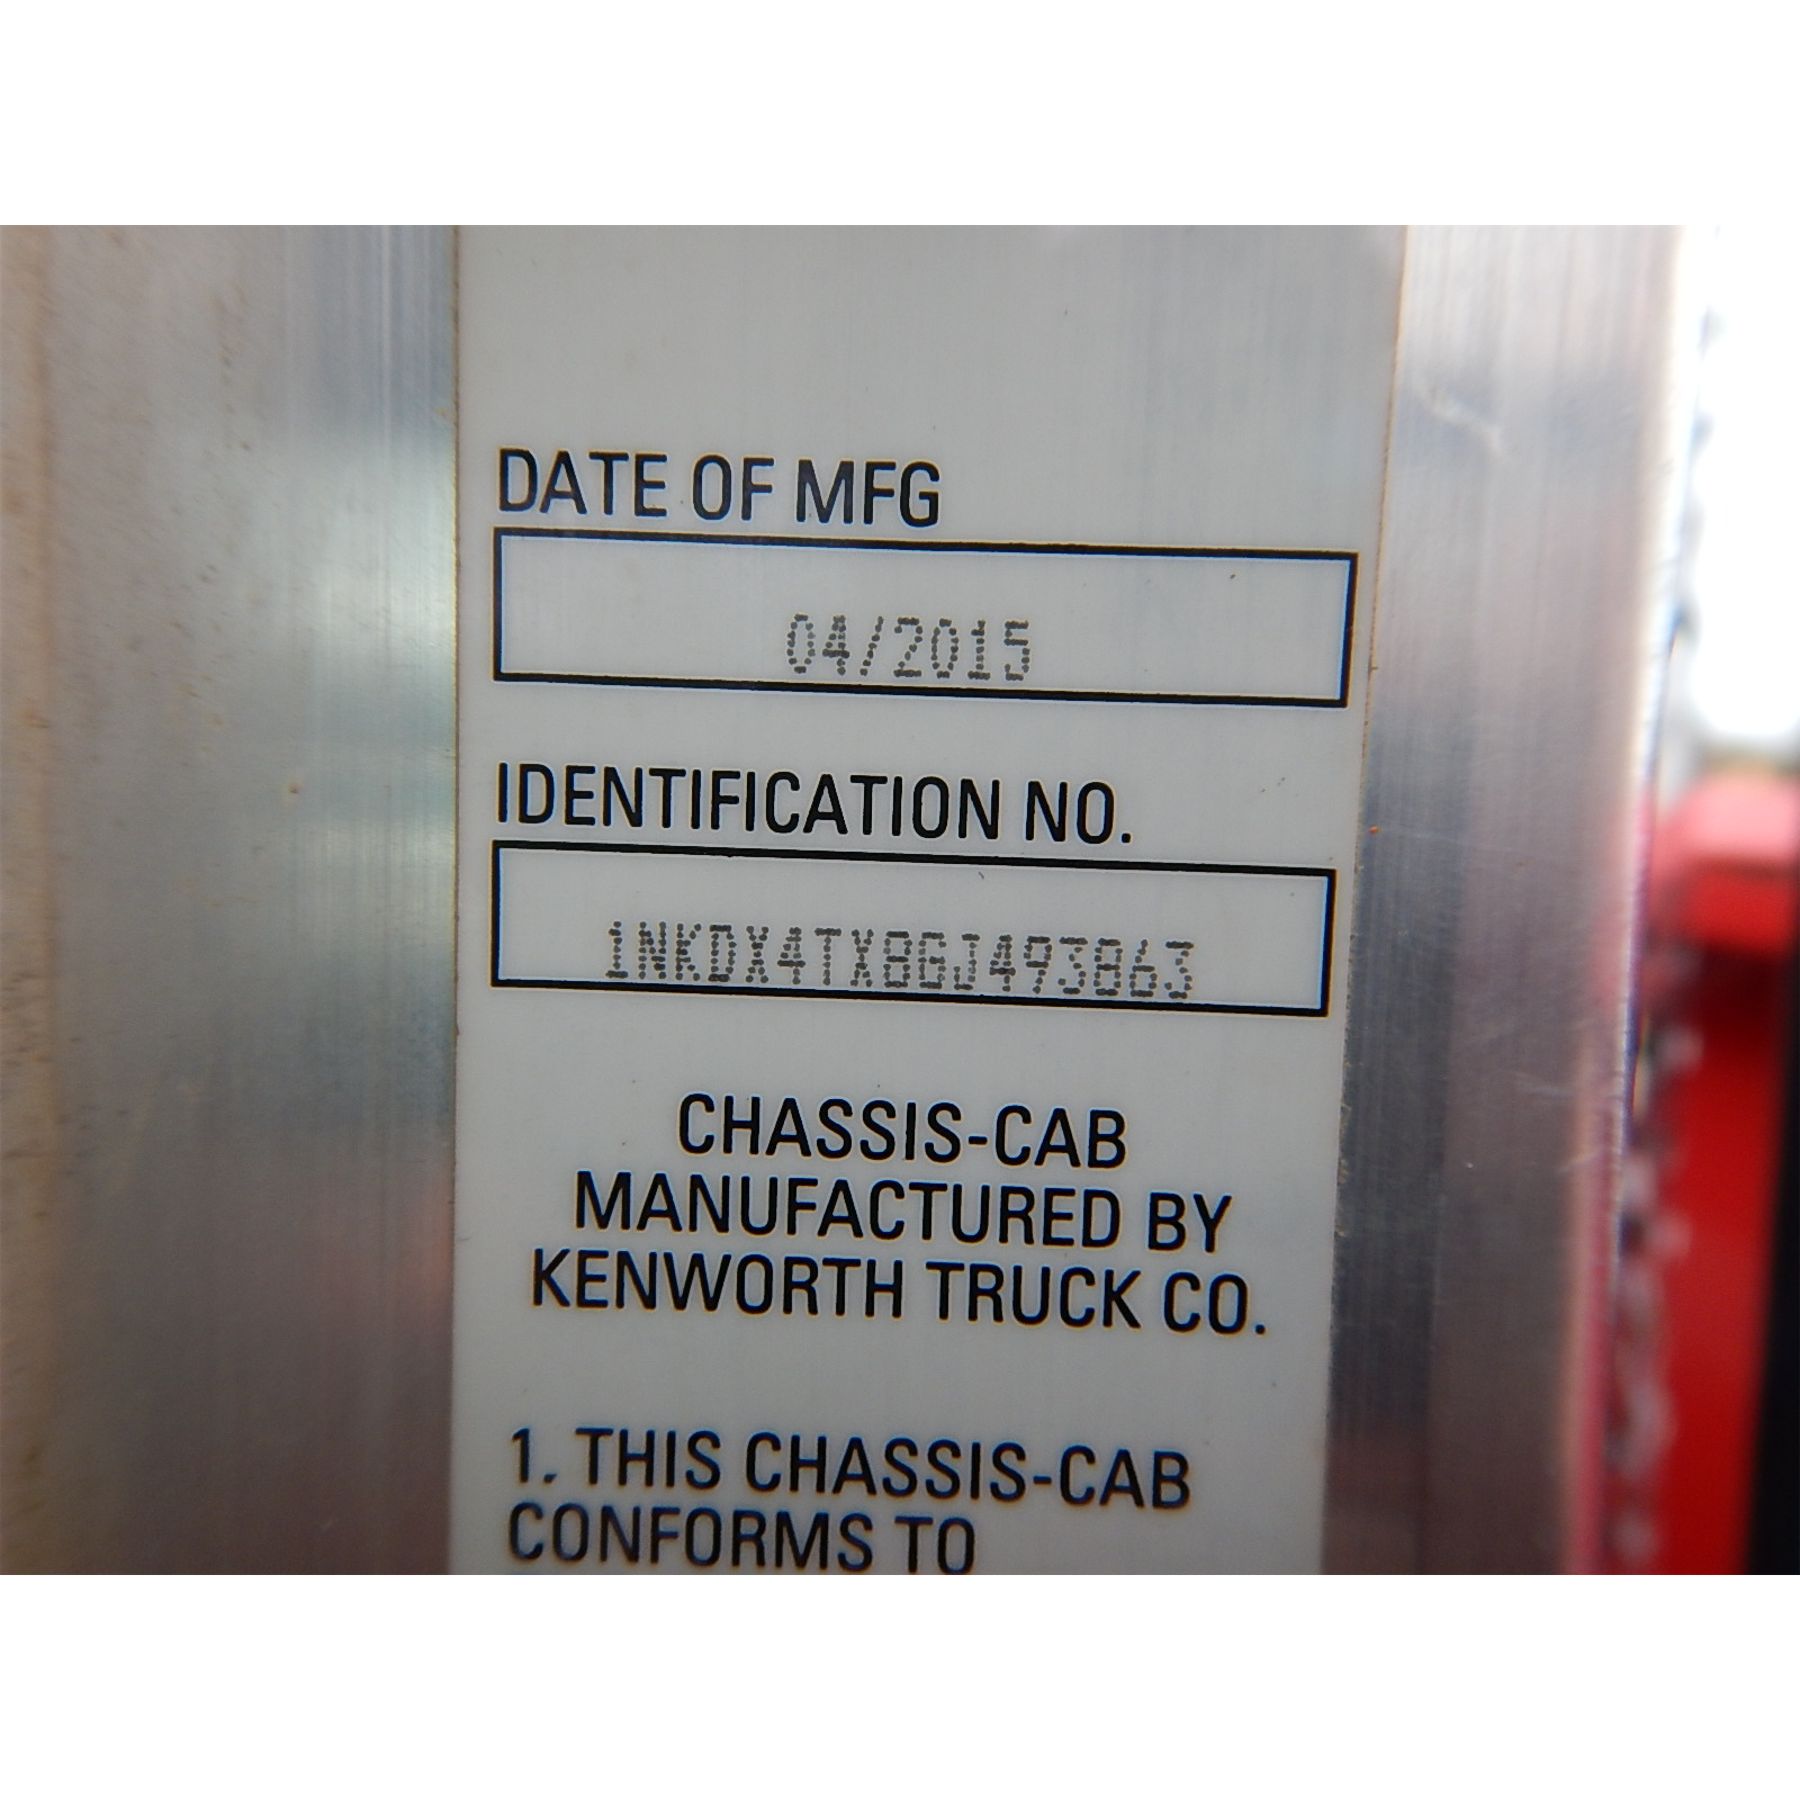 DATE OF MFG
04/2015
IDENTIFICATION NO.
1NKDX4TX8GJ493863
CHASSIS-CAB
MANUFACTURED BY
KENWORTH TRUCK CO.
1. THIS CHASSIS-CAB
CONFORMS TO